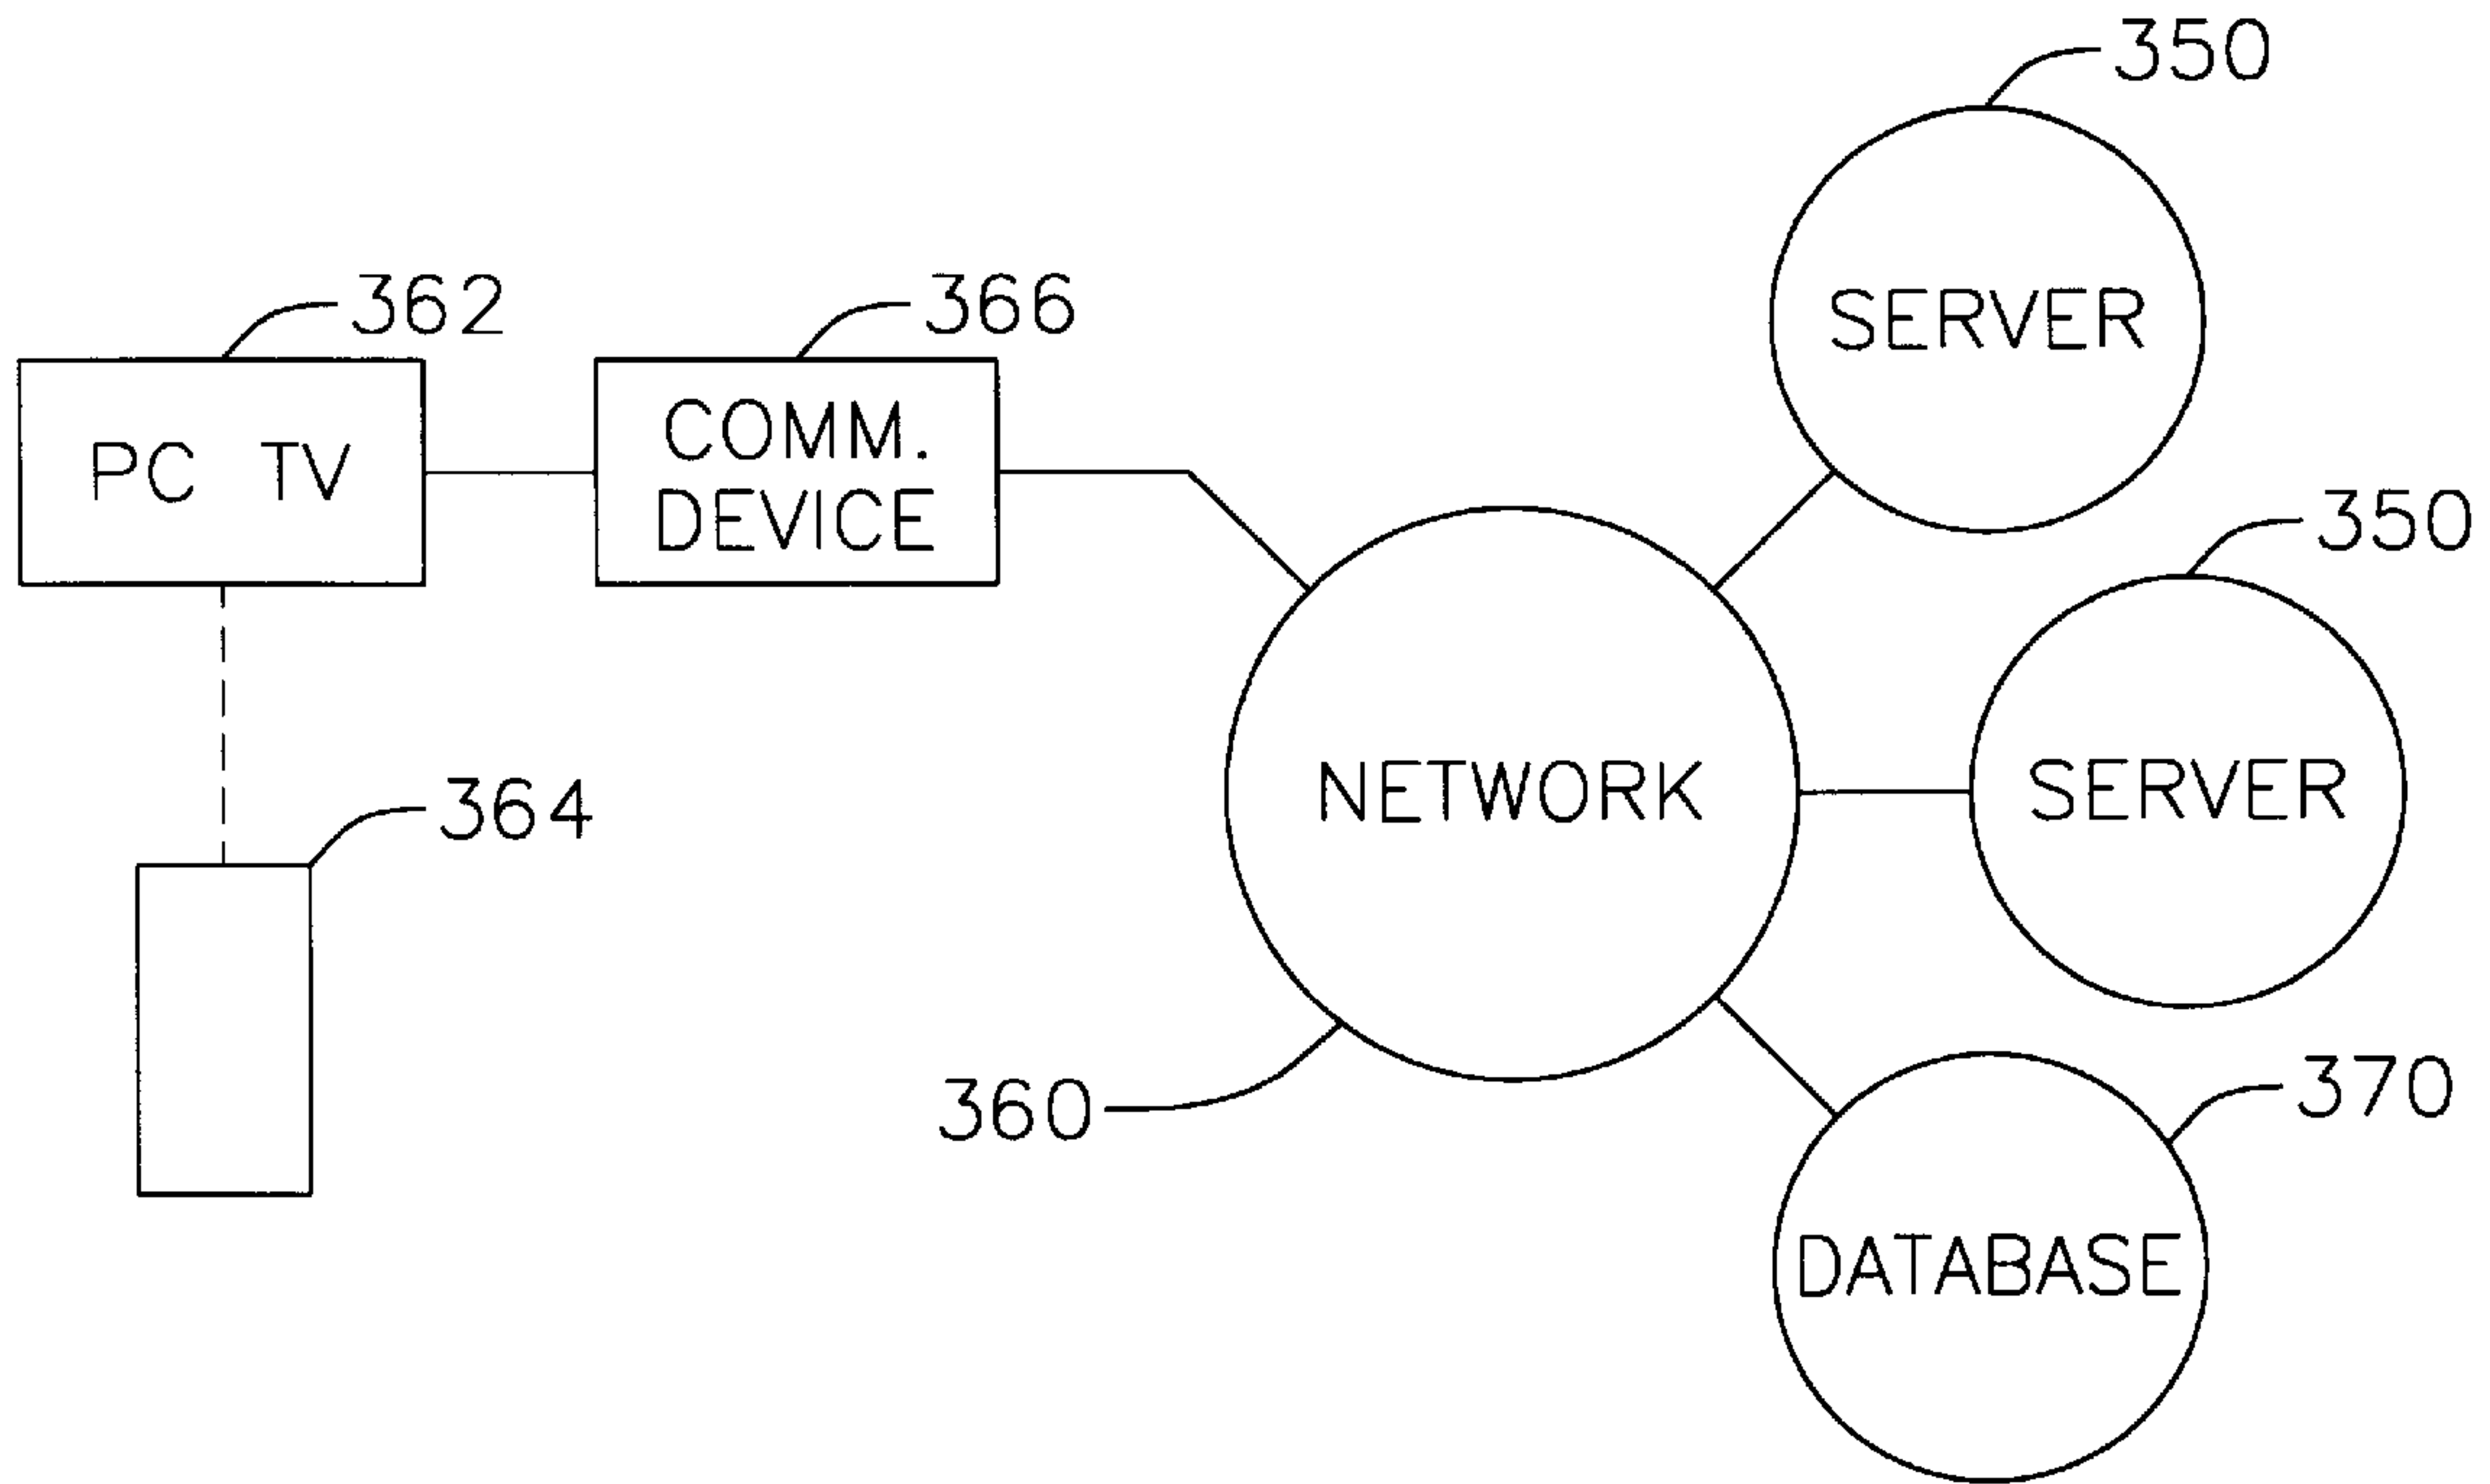 350
362
366
SERVER
COMM.
PC TV
DEVICE
350
NETWORK
SERVER
364
360
370
DATABASE